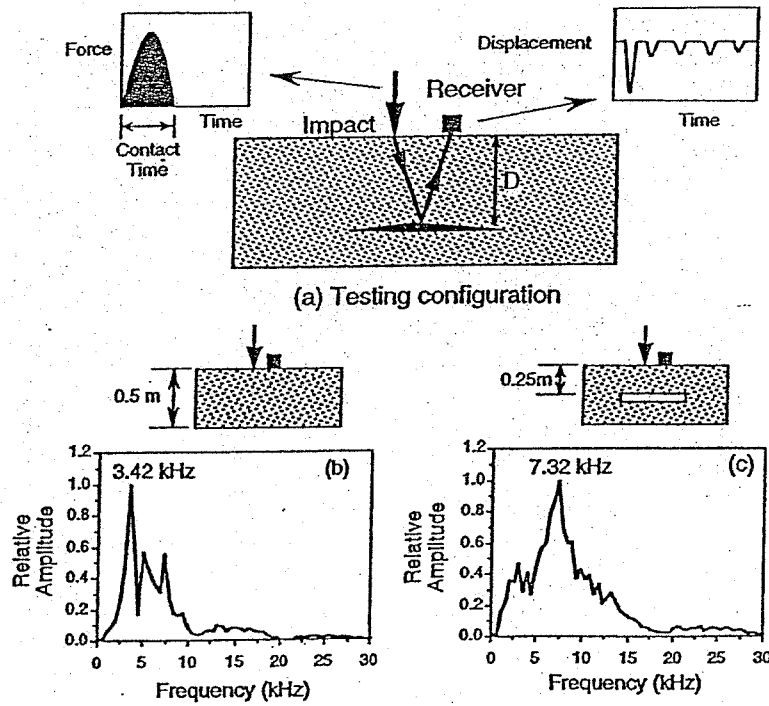 Force
Time
Contact
Time
Impact
Receiver
Displacement
Time
D
(a) Testing configuration
0.5 m
0.25m
3.42 kHz
(b)
Relative
Amplitude
1.2
1.0
0.8
0.6
0.4
0.2
0.0
0 5 10 15 20 25 30
Frequency (kHz)
7.32 kHz
(c)
Relative
Amplitude
1.2
1.0
0.8
0.6
0.4
0.2
0.0
0 5 10 15 20 25 30
Frequency (kHz)